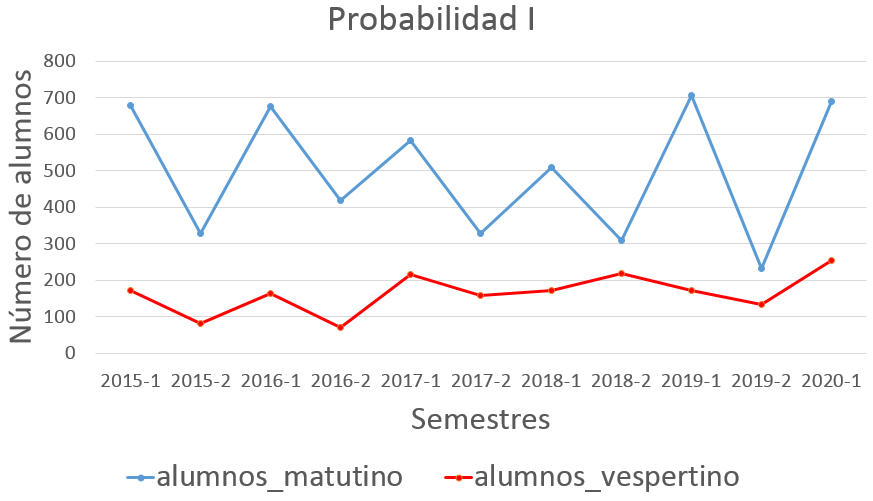 Probabilidad I
Número de alumnos
800
700
600
500
400
300
200
100
0
2015-1 2015-2 2016-1 2016-2 2017-1 2017-2 2018-1 2018-2 2019-1 2019-2 2020-1
Semestres
alumnos_matutino alumnos_vespertino